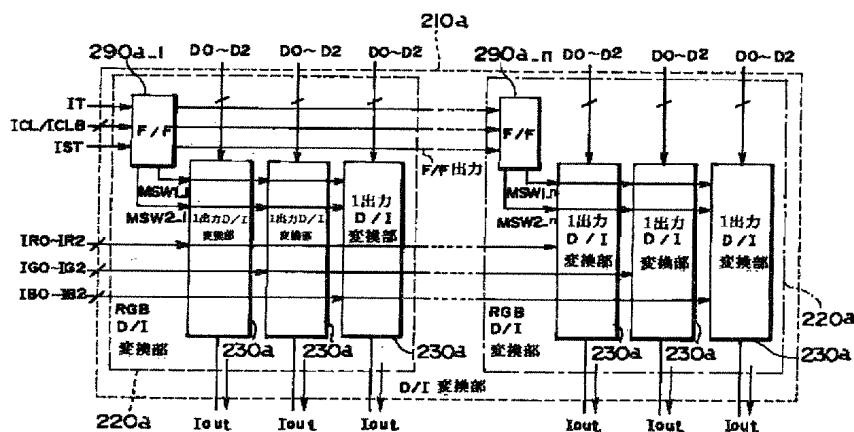 210a
290a_1
D0~D2
D0~D2
D0~D2
290a_n
D0~D2
D0~D2
D0~D2
IT
ICL/ICLB
IST
F/F
F/F
F/F出力
MSW1_1
MSW2_1
MSW1_n
MSW2_n
1出力D/I
変換部
1出力D/I
変換部
1出力
D/I
変換部
1出力
D/I
変換部
1出力
D/I
変換部
1出力
D/I
変換部
IR0~IR2
IG0~IG2
IB0~IB2
RGB
D/I
変換部
230a
230a
230a
RGB
D/I
変換部
230a
230a
230a
220a
220a
D/I 変換部
Iout
Iout
Iout
Iout
Iout
Iout